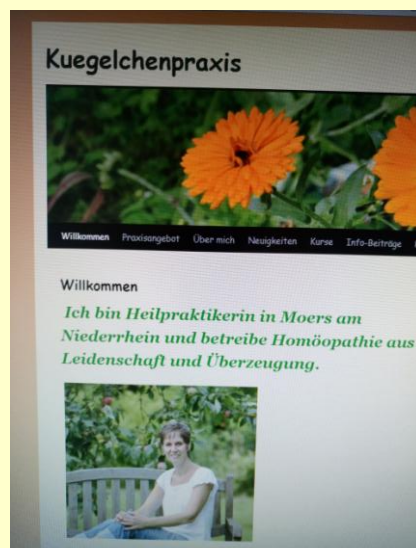 Kuegelchenpraxis
Willkommen Praxisangebot Über mich Neuigkeiten Kurse Info-Beiträge
Willkommen
Ich bin Heilpraktikerin in Moers am
Niederrhein und betreibe Homöopathie aus
Leidenschaft und Überzeugung.